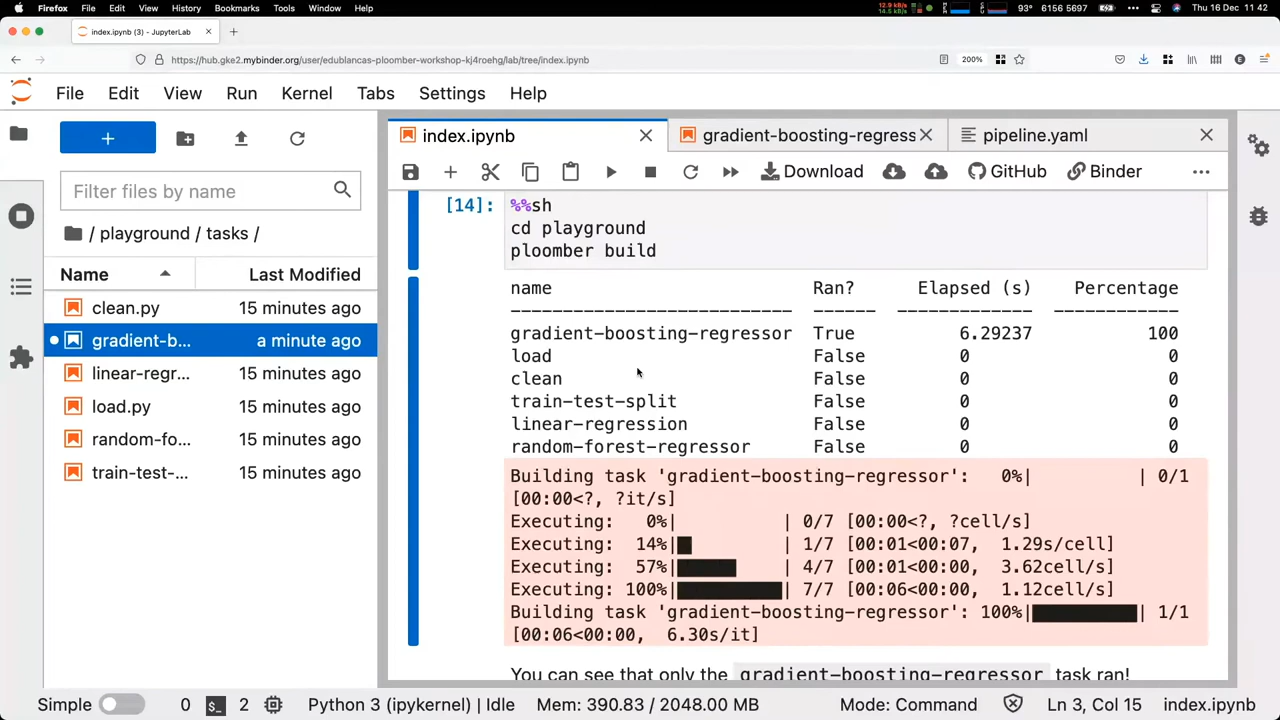 Firefox File Edit View History Bookmarks Tools Window Help 12.9 kB/s 14.5 kB/s 93° 6156 5697 Thu 16 Dec 11 42
index.ipynb (3) - JupyterLab
https://hub.gke2.mybinder.org/user/edublancas-ploomber-workshop-kj4roehg/lab/tree/index.ipynb 200%
File Edit View Run Kernel Tabs Settings Help
index.ipynb gradient-boosting-regress pipeline.yaml
Download GitHub Binder ...
Filter files by name
/ playground / tasks /
Name Last Modified
clean.py 15 minutes ago
gradient-b... a minute ago
linear-regr... 15 minutes ago
load.py 15 minutes ago
random-fo... 15 minutes ago
train-test-... 15 minutes ago
[14]: %%sh
cd playground
ploomber build
name Ran? Elapsed (s) Percentage
---------------------------- ------ ------------- ------------
gradient-boosting-regressor True 6.29237 100
load False 0 0
clean False 0 0
train-test-split False 0 0
linear-regression False 0 0
random-forest-regressor False 0 0
Building task 'gradient-boosting-regressor': 0%| | 0/1
[00:00<?, ?it/s]
Executing: 0%| | 0/7 [00:00<?, ?cell/s]
Executing: 14%|█ | 1/7 [00:01<00:07, 1.29s/cell]
Executing: 57%|█████ | 4/7 [00:01<00:00, 3.62cell/s]
Executing: 100%|█████████| 7/7 [00:06<00:00, 1.12cell/s]
Building task 'gradient-boosting-regressor': 100%|█████████| 1/1
[00:06<00:00, 6.30s/it]
You can see that only the gradient-boosting-regressor task ran!
Simple 0 $_ 2 Python 3 (ipykernel) | Idle Mem: 390.83 / 2048.00 MB Mode: Command Ln 3, Col 15 index.ipynb